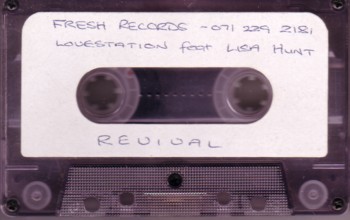 FRESH RECORDS - 071 229 2181
LOVESTATION feat LISA HUNT
REVIVAL